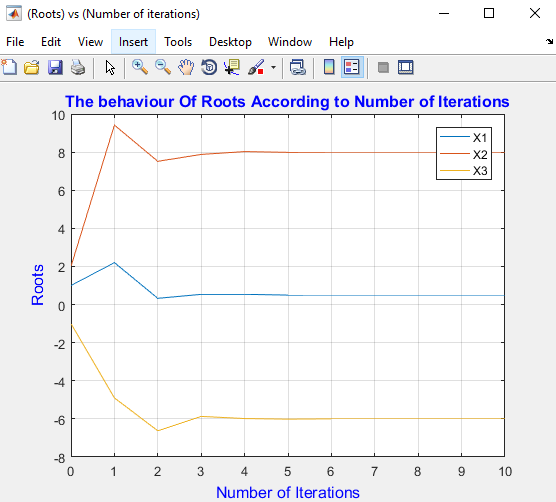 (Roots) vs (Number of iterations)
File Edit View Insert Tools Desktop Window Help
The behaviour Of Roots According to Number of Iterations
10
8
6
4
2
0
-2
-4
-6
-8
Roots
X1
X2
X3
0 1 2 3 4 5 6 7 8 9 10
Number of Iterations